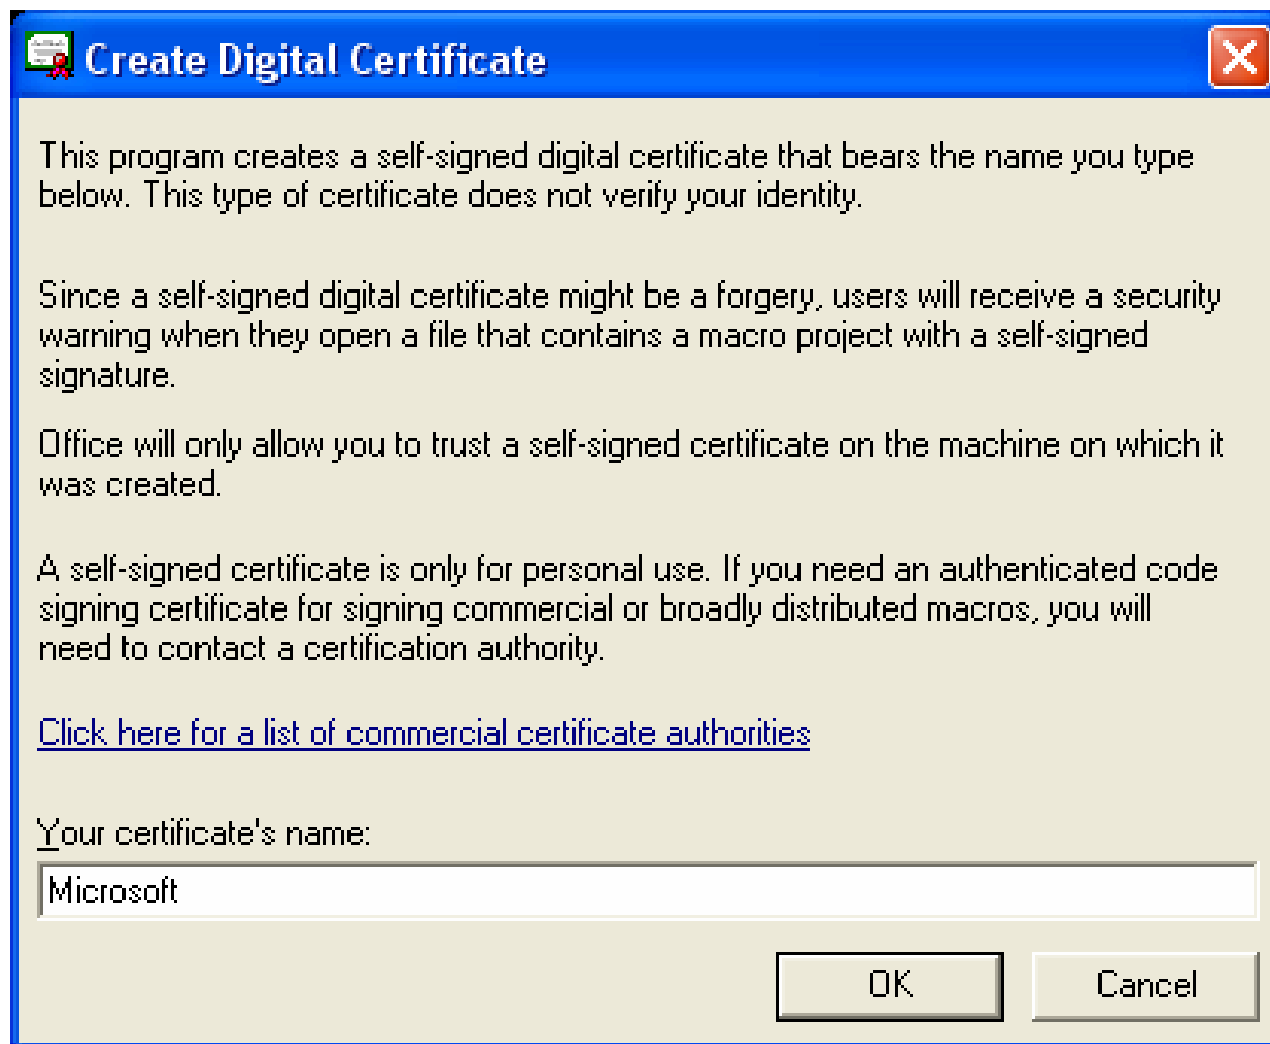 Create Digital Certificate
This program creates a self-signed digital certificate that bears the name you type
below. This type of certificate does not verify your identity.
Since a self-signed digital certificate might be a forgery, users will receive a security
warning when they open a file that contains a macro project with a self-signed
signature.
Office will only allow you to trust a self-signed certificate on the machine on which it
was created.
A self-signed certificate is only for personal use. If you need an authenticated code
signing certificate for signing commercial or broadly distributed macros, you will
need to contact a certification authority.
Click here for a list of commercial certificate authorities
Your certificate's name:
Microsoft
OK Cancel